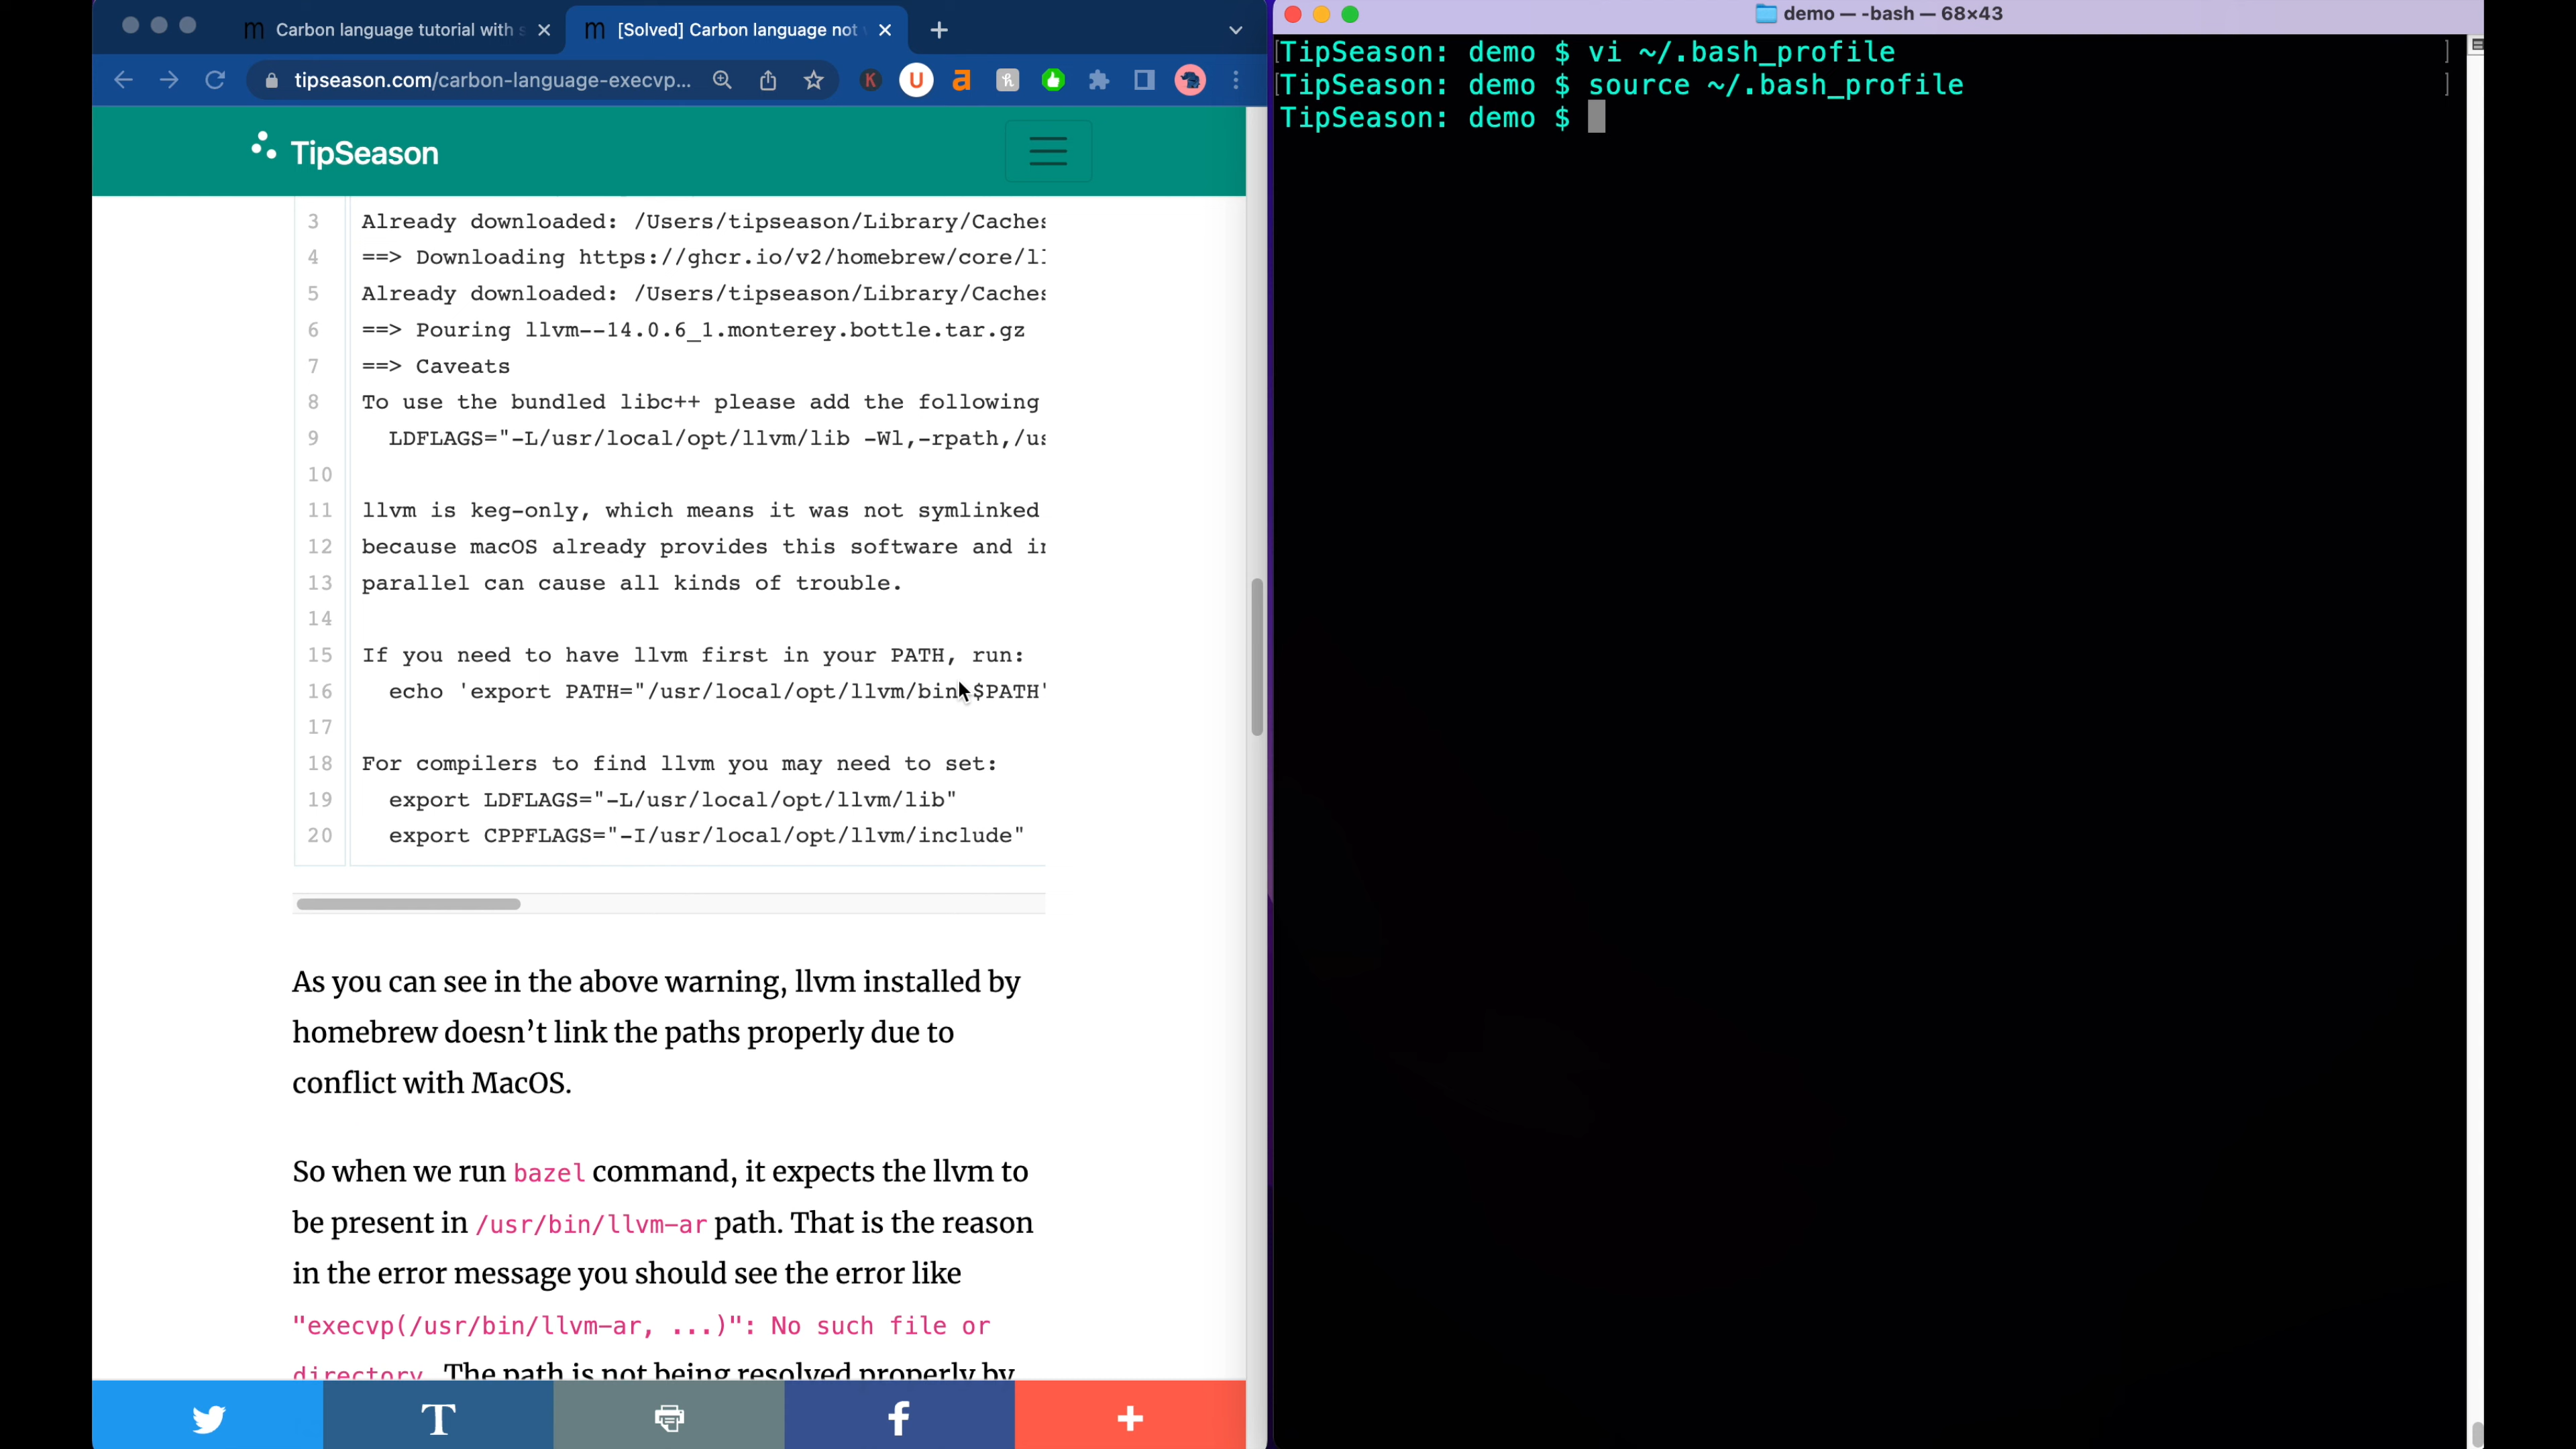 Carbon language tutorial with s
[Solved] Carbon language not
tipseason.com/carbon-language-execvp...
TipSeason
3 Already downloaded: /Users/tipseason/Library/Caches
4 ==> Downloading https://ghcr.io/v2/homebrew/core/ll
5 Already downloaded: /Users/tipseason/Library/Caches
6 ==> Pouring llvm--14.0.6_1.monterey.bottle.tar.gz
7 ==> Caveats
8 To use the bundled libc++ please add the following
9 LDFLAGS="-L/usr/local/opt/llvm/lib -Wl,-rpath,/us
10
11 llvm is keg-only, which means it was not symlinked
12 because macOS already provides this software and in
13 parallel can cause all kinds of trouble.
14
15 If you need to have llvm first in your PATH, run:
16 echo 'export PATH="/usr/local/opt/llvm/bin:$PATH"
17
18 For compilers to find llvm you may need to set:
19 export LDFLAGS="-L/usr/local/opt/llvm/lib"
20 export CPPFLAGS="-I/usr/local/opt/llvm/include"
As you can see in the above warning, llvm installed by
homebrew doesn't link the paths properly due to
conflict with MacOS.
So when we run bazel command, it expects the llvm to
be present in /usr/bin/llvm-ar path. That is the reason
in the error message you should see the error like
"execvp(/usr/bin/llvm-ar, ...)": No such file or
directory. The path is not being resolved properly by
demo — -bash — 68×43
TipSeason: demo $ vi ~/.bash_profile
TipSeason: demo $ source ~/.bash_profile
TipSeason: demo $